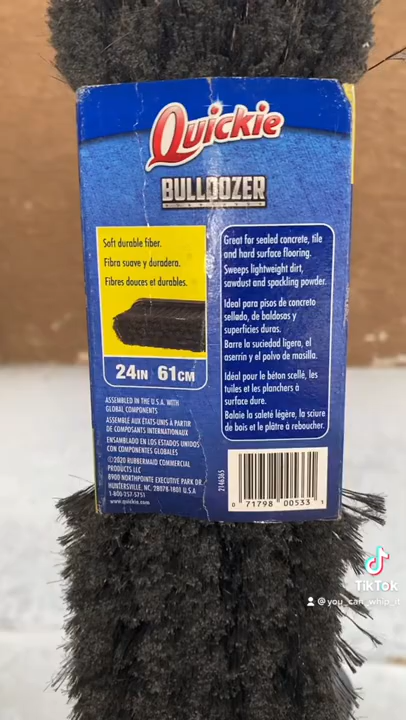 Quickie
BULLDOZER
Soft durable fiber.
Fibra suave y duradera.
Fibres douces et durables.
24IN 61CM
Great for sealed concrete, tile
and hard surface flooring.
Sweeps lightweight dirt,
sawdust and spackling powder.
Ideal para pisos de concreto
sellado, de baldosas y
superficies duras.
Barre la suciedad ligera, el
aserrín y el polvo de masilla.
Idéal pour le béton scellé, les
tuiles et les planchers à
surface dure.
Balaie la saleté légère, la sciure
de bois et le plâtre à reboucher.
ASSEMBLED IN THE U.S.A. WITH
GLOBAL COMPONENTS
ASSEMBLÉ AUX ÉTATS-UNIS À PARTIR
DE COMPOSANTS INTERNATIONAUX
ENSAMBLADO EN LOS ESTADOS UNIDOS
CON COMPONENTES GLOBALES
©2020 RUBBERMAID COMMERCIAL
PRODUCTS LLC
8900 NORTHPOINTE EXECUTIVE PARK DR.
HUNTERSVILLE, NC 28078-1801 U.S.A
1-800-257-5751
www.quickie.com
2146365
0 71798 00533 1
TikTok
@you_can_whip_it